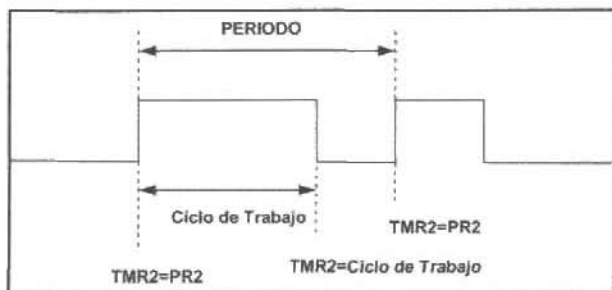 PERIODO
Ciclo de Trabajo
TMR2=PR2
TMR2=Ciclo de Trabajo
TMR2=PR2